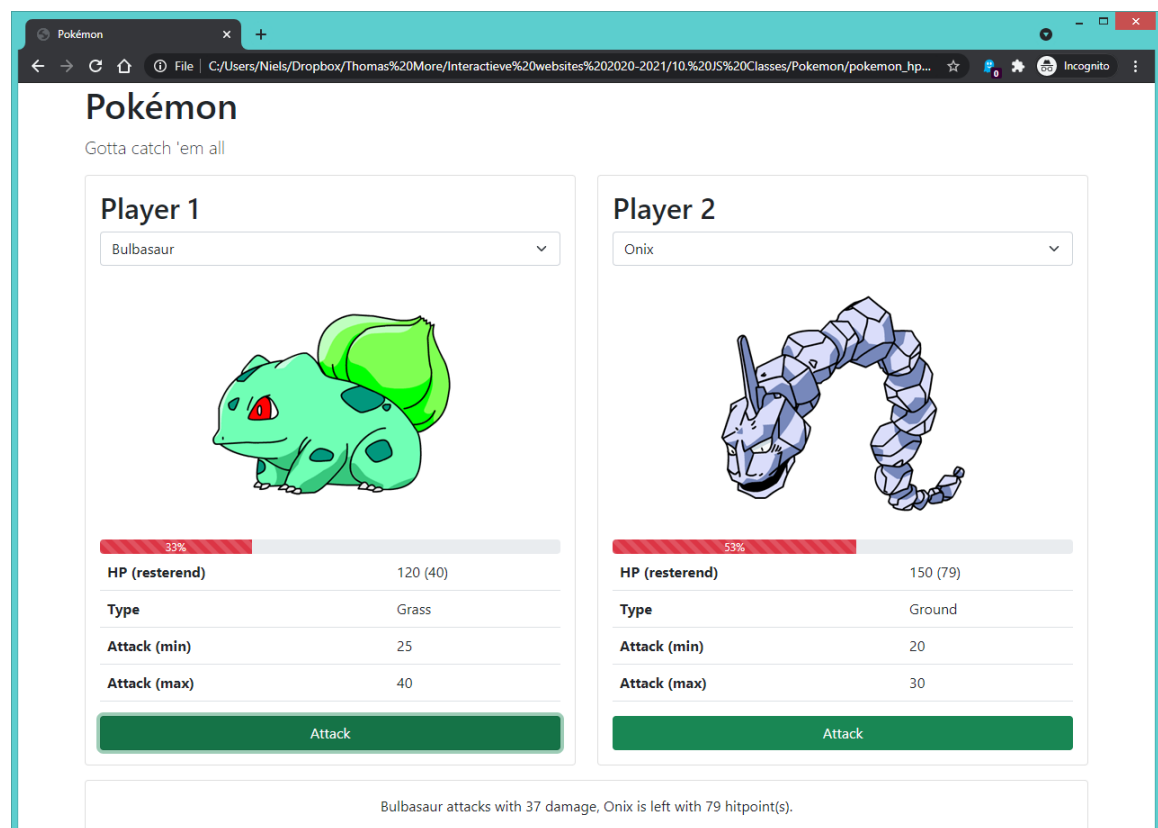 Pokémon
File
C:/Users/Niels/Dropbox/Thomas%20More/Interactieve%20websites%202020-2021/10.%20JS%20Classes/Pokemon/pokemon_hp...
0
Incognito
Pokémon
Gotta catch 'em all
Player 1
Bulbasaur
33%
HP (resterend) 120 (40)
Type Grass
Attack (min) 25
Attack (max) 40
Attack
Player 2
Onix
53%
HP (resterend) 150 (79)
Type Ground
Attack (min) 20
Attack (max) 30
Attack
Bulbasaur attacks with 37 damage, Onix is left with 79 hitpoint(s).